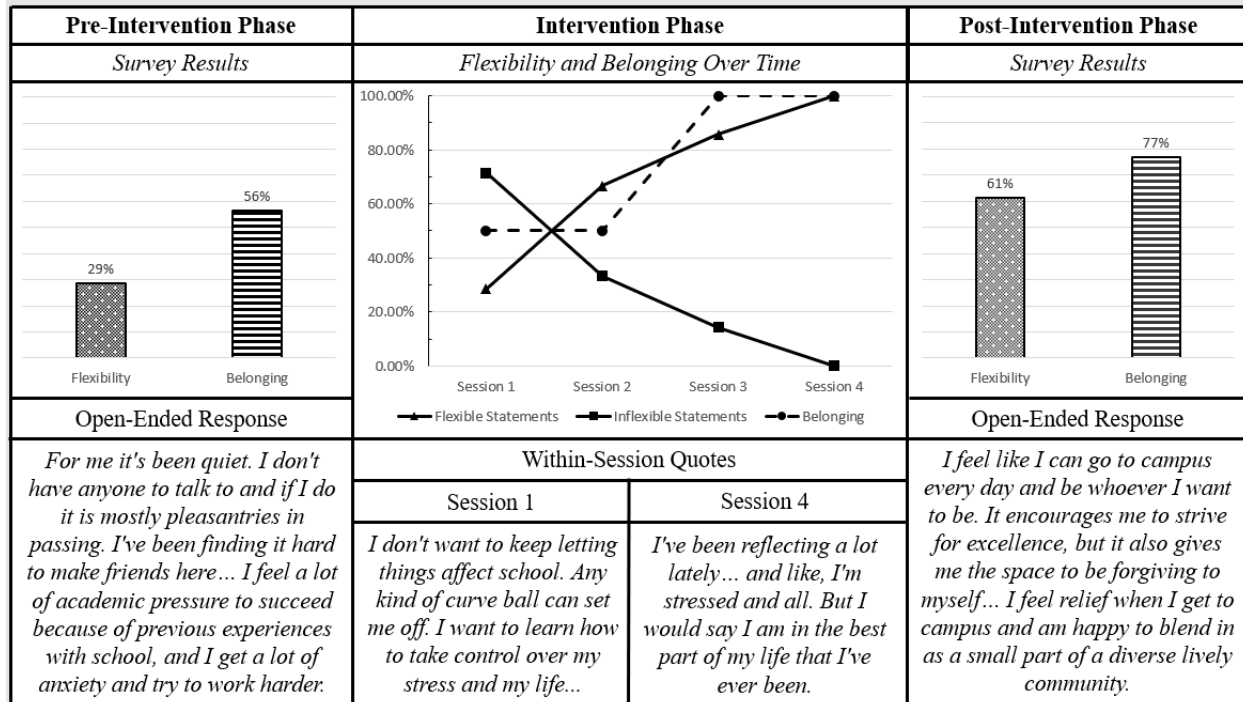 Pre-Intervention Phase
Survey Results
29%
56%
Flexibility Belonging
Open-Ended Response
For me it's been quiet. I don't
have anyone to talk to and if I do
it is mostly pleasantries in
passing. I've been finding it hard
to make friends here... I feel a lot
of academic pressure to succeed
because of previous experiences
with school, and I get a lot of
anxiety and try to work harder.
Intervention Phase
Flexibility and Belonging Over Time
100.00%
80.00%
60.00%
40.00%
20.00%
0.00%
Session 1 Session 2 Session 3 Session 4
Flexible Statements Inflexible Statements Belonging
Within-Session Quotes
Session 1
I don't want to keep letting
things affect school. Any
kind of curve ball can set
me off. I want to learn how
to take control over my
stress and my life...
Session 4
I've been reflecting a lot
lately... and like, I'm
stressed and all. But I
would say I am in the best
part of my life that I've
ever been.
Post-Intervention Phase
Survey Results
61%
77%
Flexibility Belonging
Open-Ended Response
I feel like I can go to campus
every day and be whoever I want
to be. It encourages me to strive
for excellence, but it also gives
me the space to be forgiving to
myself... I feel relief when I get to
campus and am happy to blend in
as a small part of a diverse lively
community.